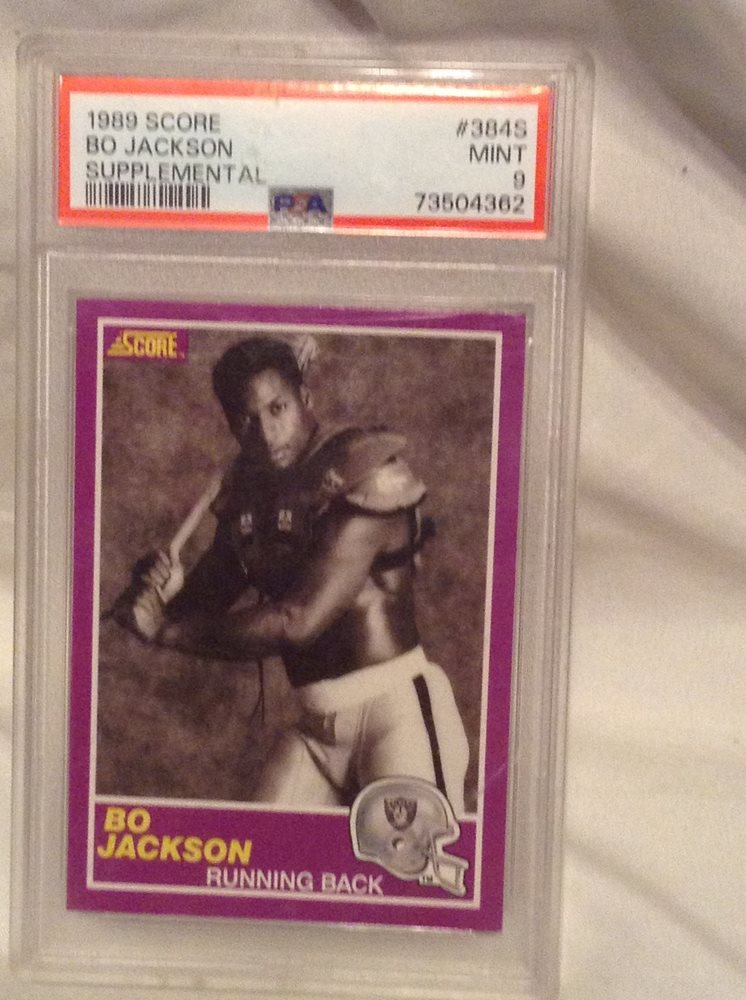 1989 SCORE #384S
BO JACKSON MINT
SUPPLEMENTAL 9
PSA 73504362
SCORE
BO
JACKSON
RUNNING BACK